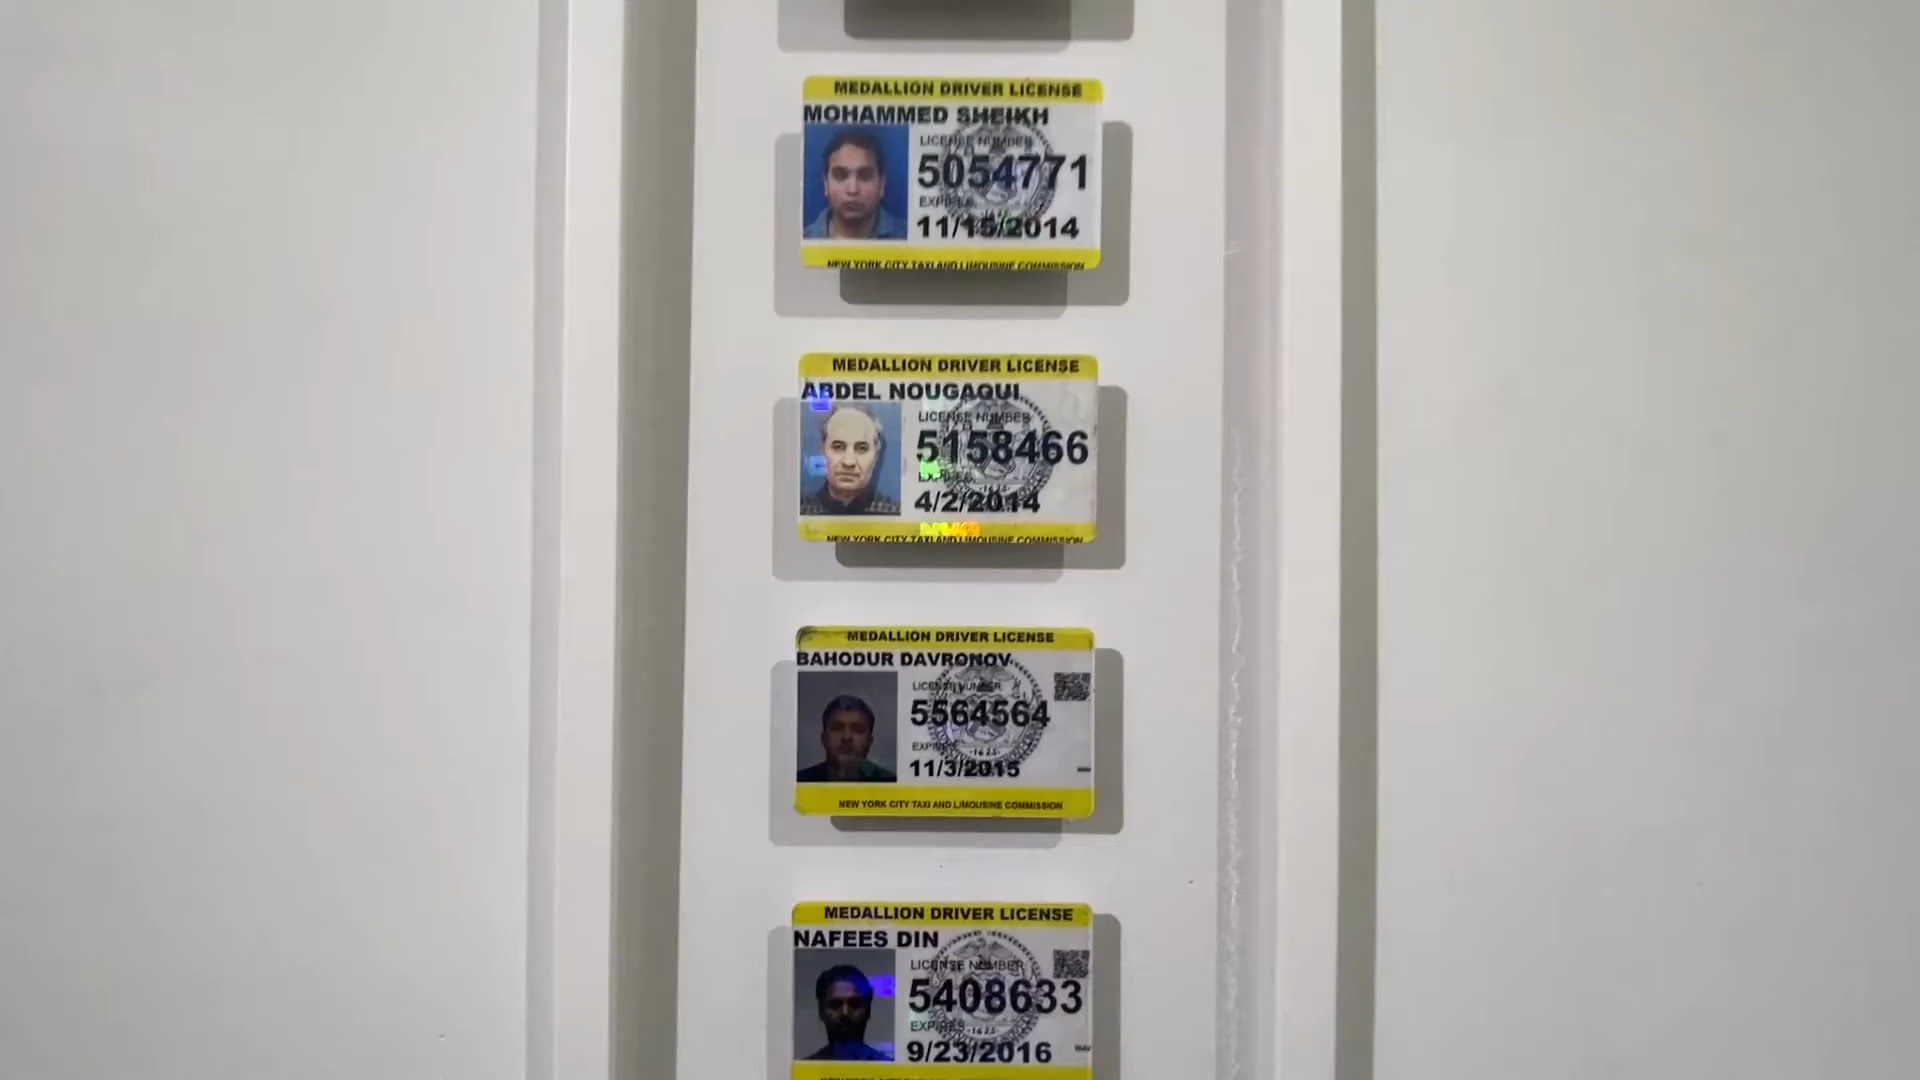 MEDALLION DRIVER LICENSE
MOHAMMED SHEIKH
LICENSE NUMBER
5054771
EXPIRES
11/15/2014
NEW YORK CITY TAXI AND LIMOUSINE COMMISSION
MEDALLION DRIVER LICENSE
ABDEL NOUGAOUI
LICENSE NUMBER
5158466
EXPIRES
4/2/2014
NEW YORK CITY TAXI AND LIMOUSINE COMMISSION
MEDALLION DRIVER LICENSE
BAHODUR DAVRONOV
LICENSE NUMBER
5564564
EXPIRES
·1625·
11/3/2015
NEW YORK CITY TAXI AND LIMOUSINE COMMISSION
MEDALLION DRIVER LICENSE
NAFEES DIN
LICENSE NUMBER
5408633
EXPIRES
·1625·
9/23/2016